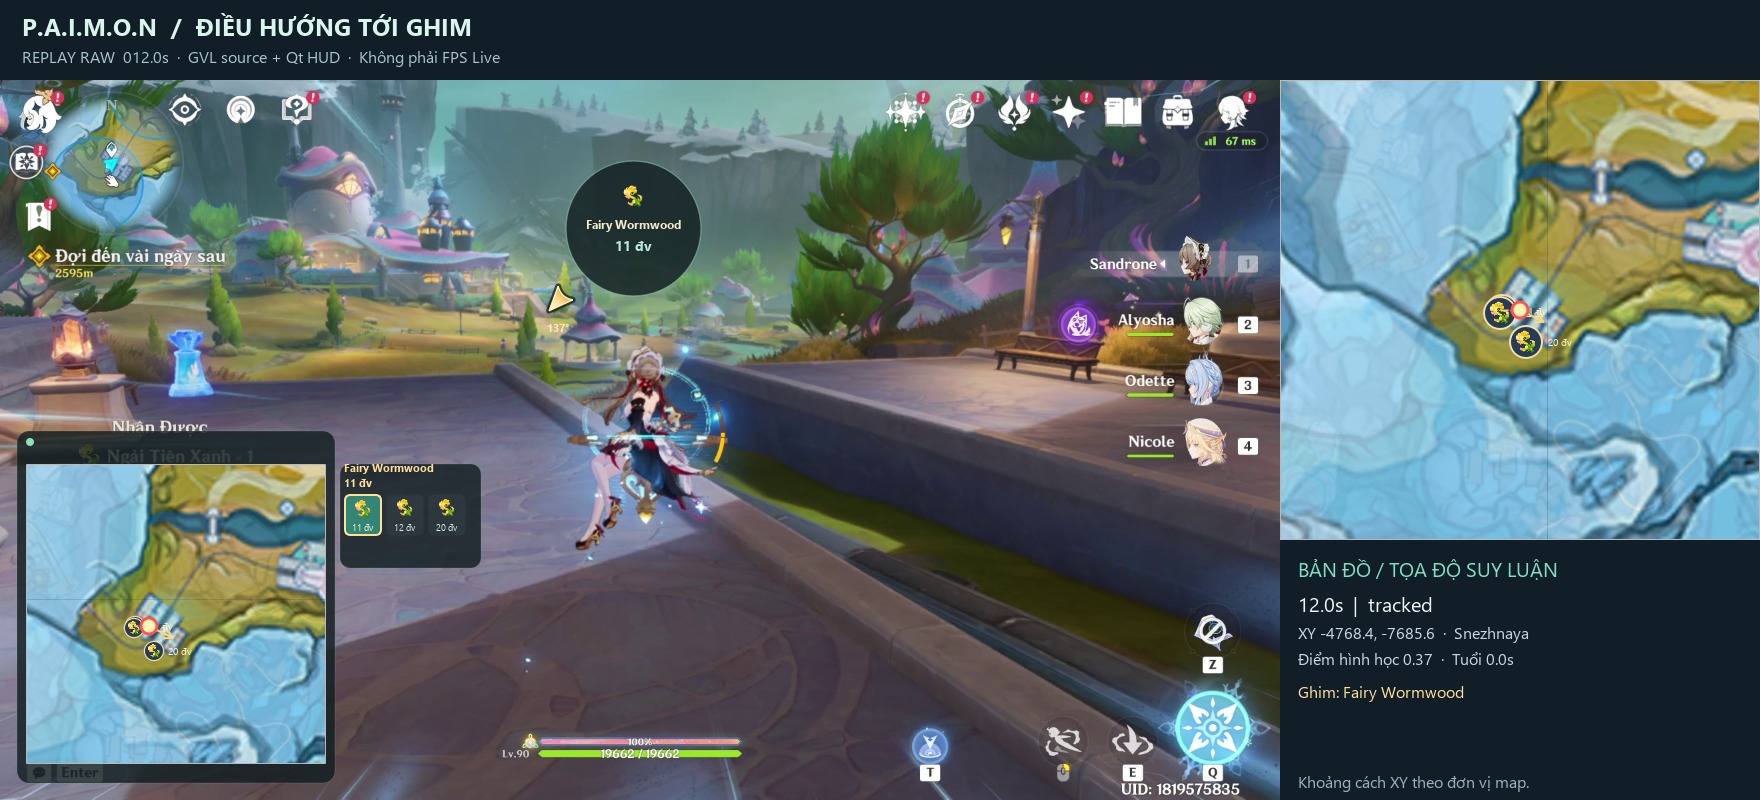 P.A.I.M.O.N / ĐIỀU HƯỚNG TỚI GHIM
REPLAY RAW 012.0s · GVL source + Qt HUD · Không phải FPS Live
N
67 ms
Đợi đến vài ngày sau
2595m
Fairy Wormwood
11 đv
137°
Sandrone
1
Alyosha
2
Odette
3
Nicole
4
Nhận Được
Ngải Tiên Xanh · 1
20 đv
Fairy Wormwood
11 đv
11 đv
12 đv
20 đv
Enter
Lv.90
100%
19662 / 19662
T
E
Z
Q
UID: 1819575835
20 đv
BẢN ĐỒ / TỌA ĐỘ SUY LUẬN
12.0s | tracked
XY -4768.4, -7685.6 · Snezhnaya
Điểm hình học 0.37 · Tuổi 0.0s
Ghim: Fairy Wormwood
Khoảng cách XY theo đơn vị map.